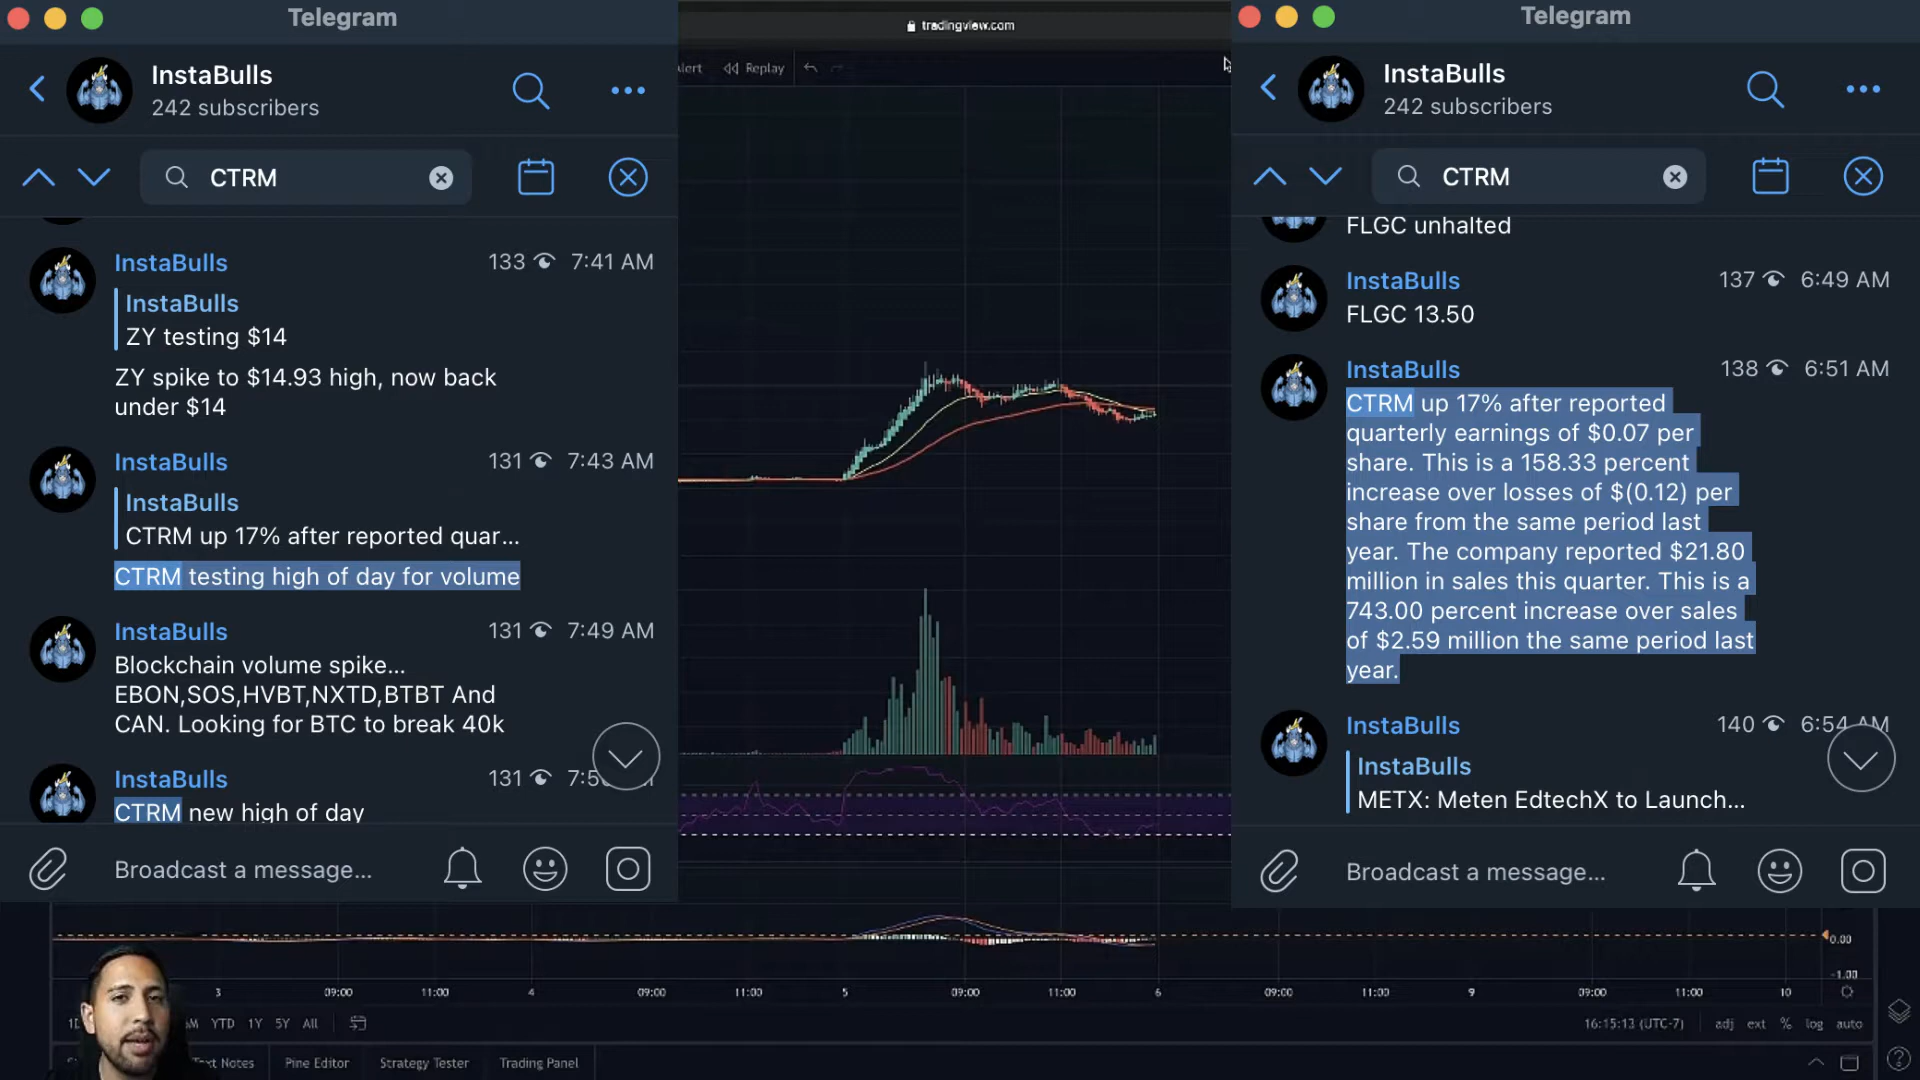 Telegram
InstaBulls
242 subscribers
CTRM
InstaBulls 133 7:41 AM
InstaBulls
ZY testing $14
ZY spike to $14.93 high, now back
under $14
InstaBulls 131 7:43 AM
InstaBulls
CTRM up 17% after reported quar...
CTRM testing high of day for volume
InstaBulls 131 7:49 AM
Blockchain volume spike...
EBON,SOS,HVBT,NXTD,BTBT And
CAN. Looking for BTC to break 40k
InstaBulls 131
CTRM new high of day
Broadcast a message...
tradingview.com
Replay
Telegram
InstaBulls
242 subscribers
CTRM
FLGC unhalted
InstaBulls 137 6:49 AM
FLGC 13.50
InstaBulls 138 6:51 AM
CTRM up 17% after reported
quarterly earnings of $0.07 per
share. This is a 158.33 percent
increase over losses of $(0.12) per
share from the same period last
year. The company reported $21.80
million in sales this quarter. This is a
743.00 percent increase over sales
of $2.59 million the same period last
year.
InstaBulls 140 6:54 AM
InstaBulls
METX: Meten EdtechX to Launch...
Broadcast a message...
0.00
-1.00
3 09:00 11:00 4 09:00 11:00 5 09:00 11:00 6 09:00 11:00 9 09:00 11:00 10
YTD 1Y 5Y All
16:15:13 (UTC-7) adj ext % log auto
Notes Pine Editor Strategy Tester Trading Panel